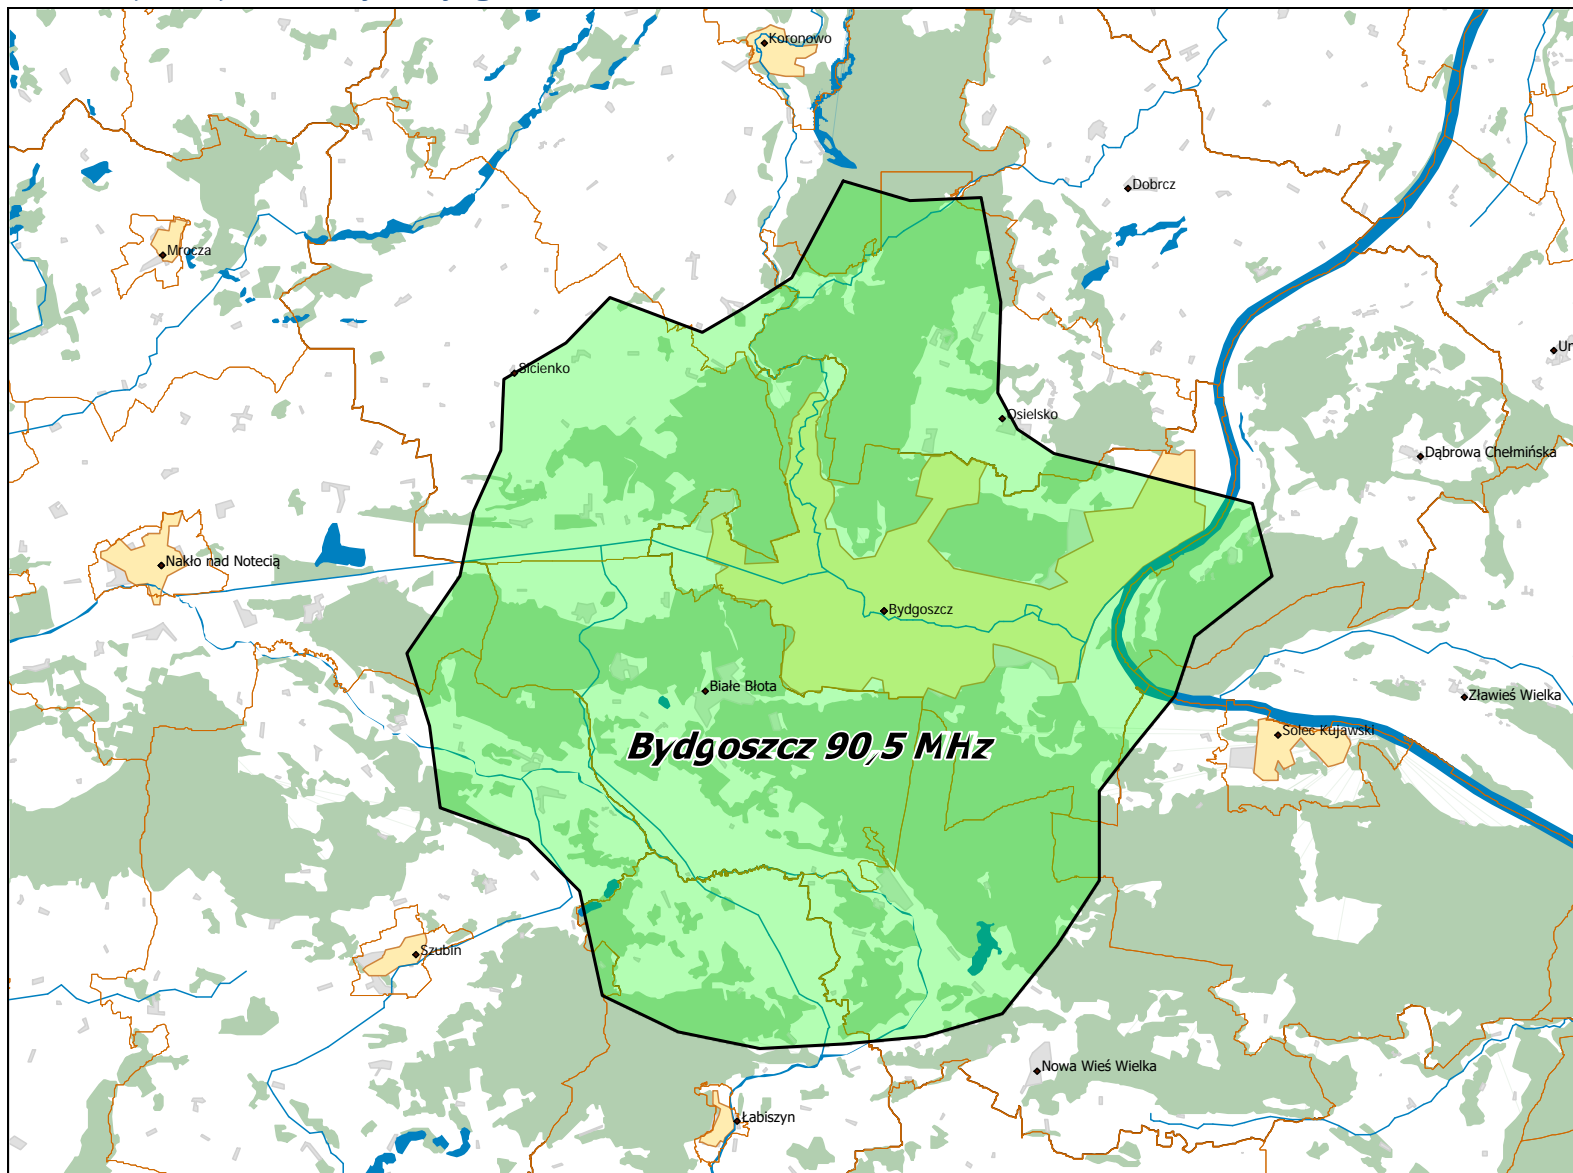 Koronowo
Dobrcz
Mrocza
Sicienko
Osielsko
Dąbrowa Chełmińska
Nakło nad Notecią
Bydgoszcz
Białe Błota
Zławieś Wielka
Solec Kujawski
Bydgoszcz 90,5 MHz
Szubin
Nowa Wieś Wielka
Łabiszyn